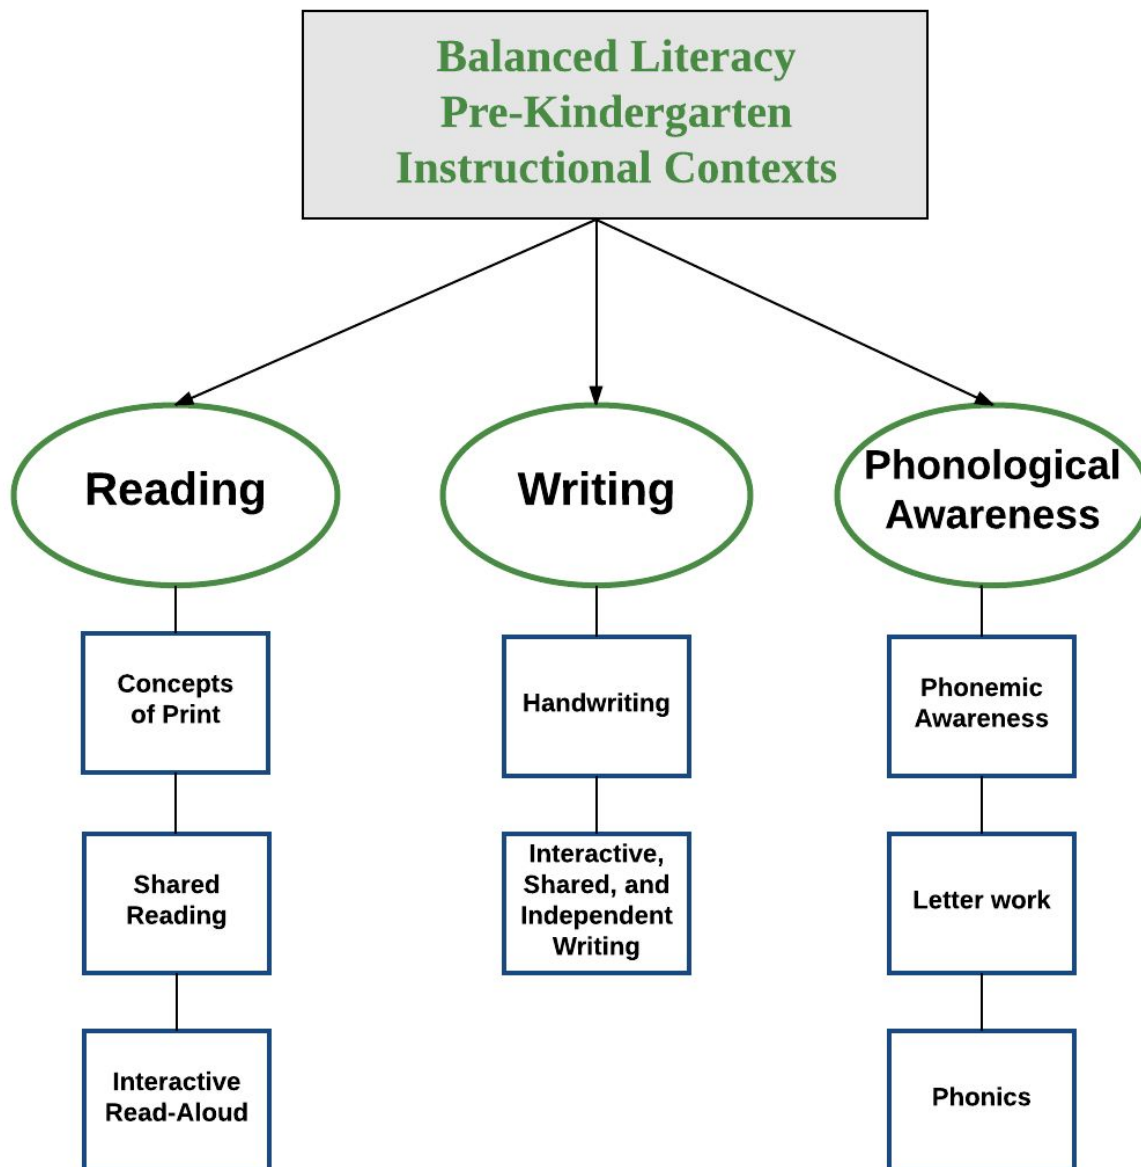 Balanced Literacy
Pre-Kindergarten
Instructional Contexts
Reading
Writing
Phonological
Awareness
Concepts
of Print
Handwriting
Phonemic
Awareness
Shared
Reading
Interactive,
Shared, and
Independent
Writing
Letter work
Interactive
Read-Aloud
Phonics